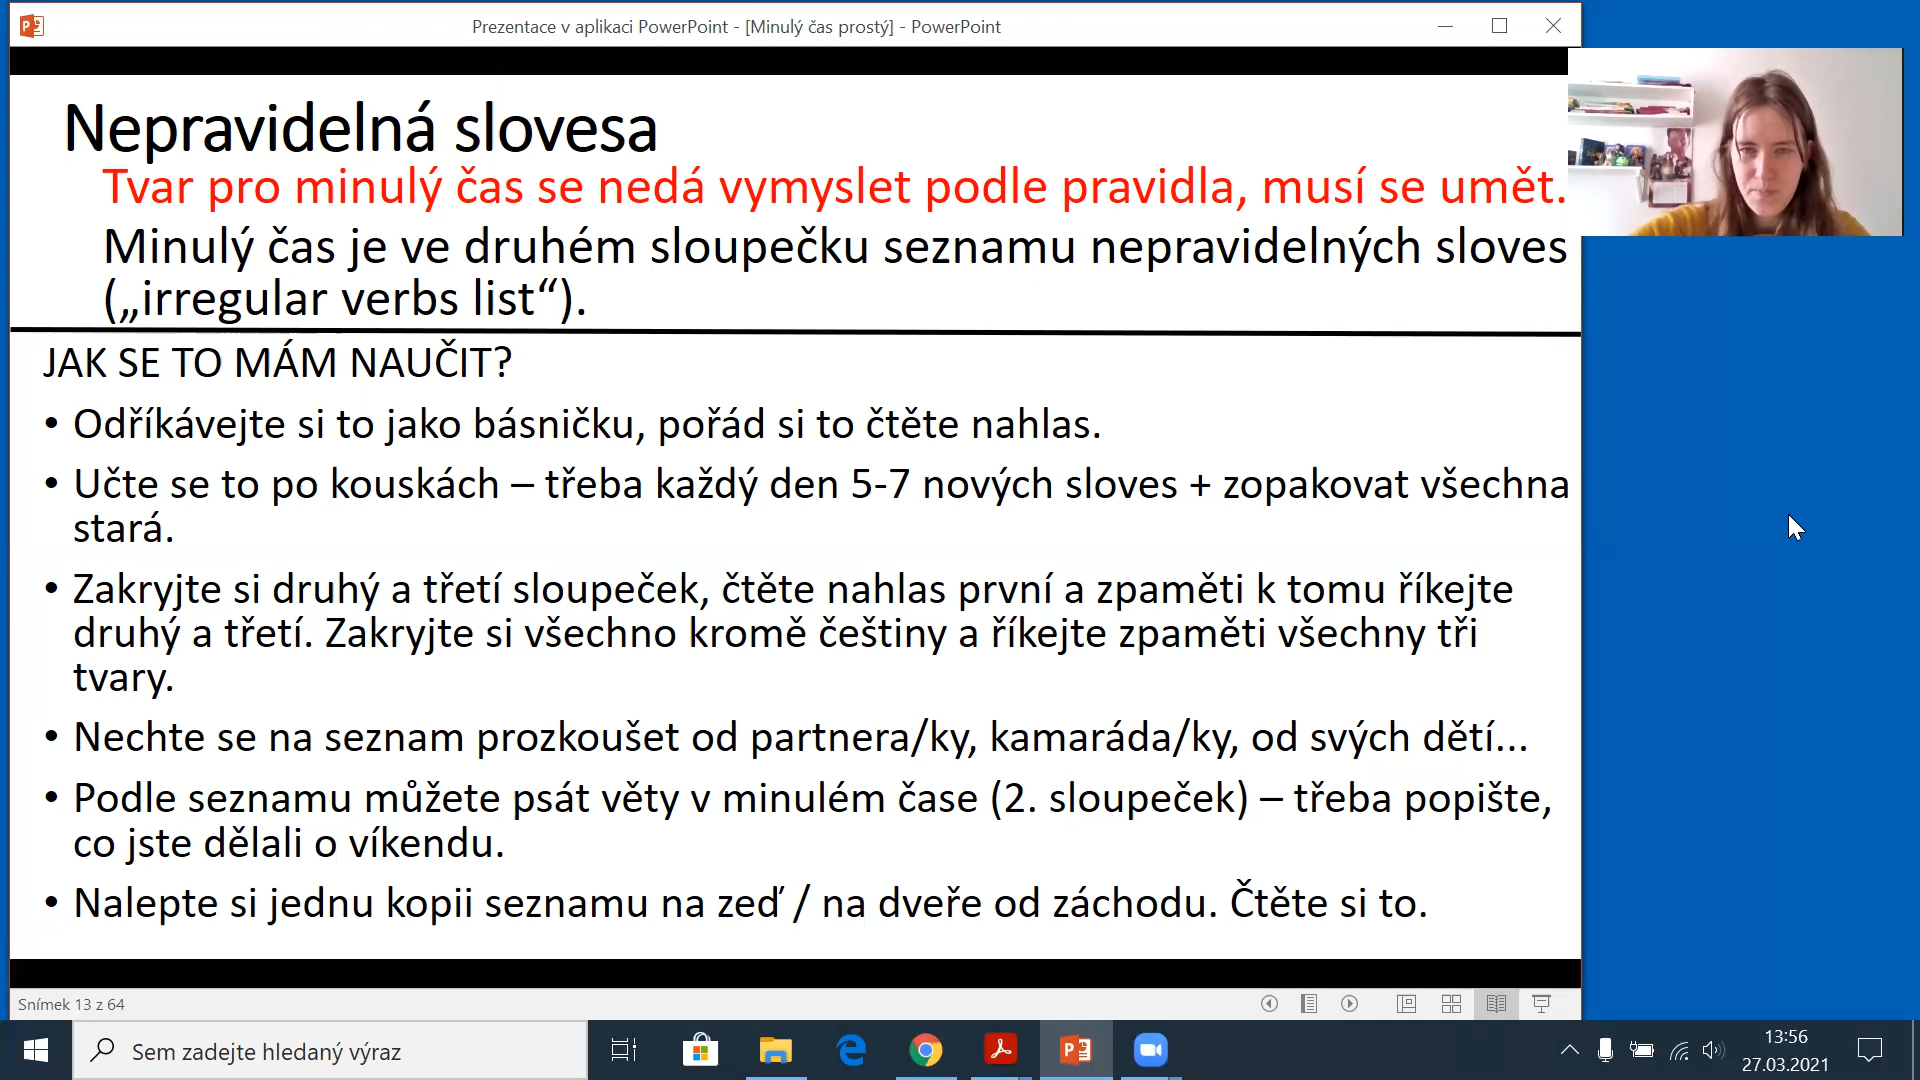 Prezentace v aplikaci PowerPoint - [Minulý čas prostý] - PowerPoint
Nepravidelná slovesa
Tvar pro minulý čas se nedá vymyslet podle pravidla, musí se umět.
Minulý čas je ve druhém sloupečku seznamu nepravidelných sloves
(„irregular verbs list“).
JAK SE TO MÁM NAUČIT?
• Odříkávejte si to jako básničku, pořád si to čtěte nahlas.
• Učte se to po kouskách – třeba každý den 5-7 nových sloves + zopakovat všechna
stará.
• Zakryjte si druhý a třetí sloupeček, čtěte nahlas první a zpaměti k tomu říkejte
druhý a třetí. Zakryjte si všechno kromě češtiny a říkejte zpaměti všechny tři
tvary.
• Nechte se na seznam prozkoušet od partnera/ky, kamaráda/ky, od svých dětí...
• Podle seznamu můžete psát věty v minulém čase (2. sloupeček) – třeba popište,
co jste dělali o víkendu.
• Nalepte si jednu kopii seznamu na zeď / na dveře od záchodu. Čtěte si to.
Snímek 13 z 64
Sem zadejte hledaný výraz
13:56
27.03.2021